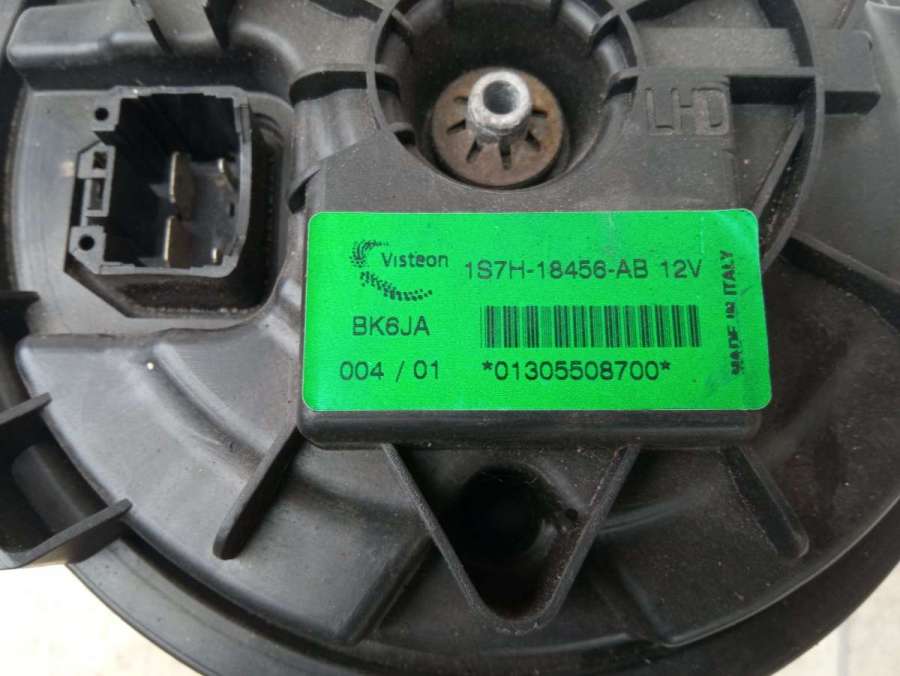 LHD
Visteon
1S7H-18456-AB 12V
BK6JA
004 / 01
*01305508700*
MADE IN ITALY